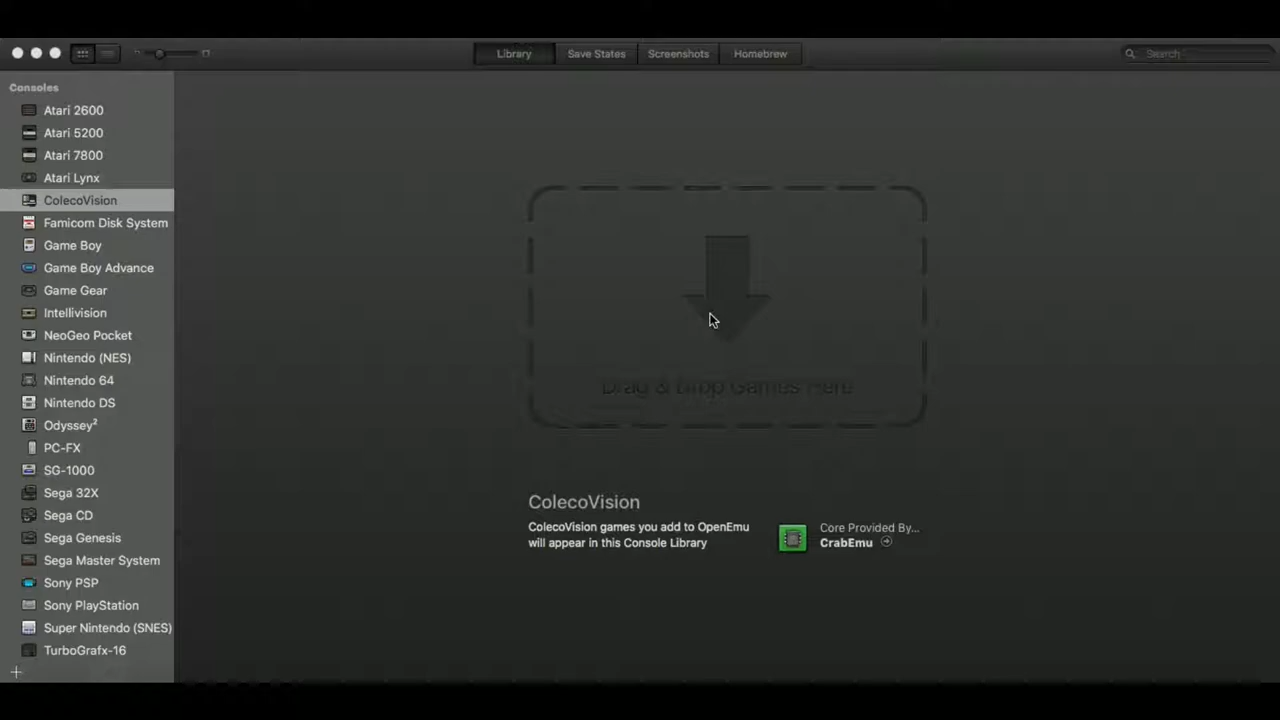 Library
Save States
Screenshots
Homebrew
Search
Consoles
Atari 2600
Atari 5200
Atari 7800
Atari Lynx
ColecoVision
Famicom Disk System
Game Boy
Game Boy Advance
Game Gear
Intellivision
NeoGeo Pocket
Nintendo (NES)
Nintendo 64
Nintendo DS
Odyssey²
PC-FX
SG-1000
Sega 32X
Sega CD
Sega Genesis
Sega Master System
Sony PSP
Sony PlayStation
Super Nintendo (SNES)
TurboGrafx-16
Drag & Drop Games Here
ColecoVision
ColecoVision games you add to OpenEmu
will appear in this Console Library
Core Provided By...
CrabEmu